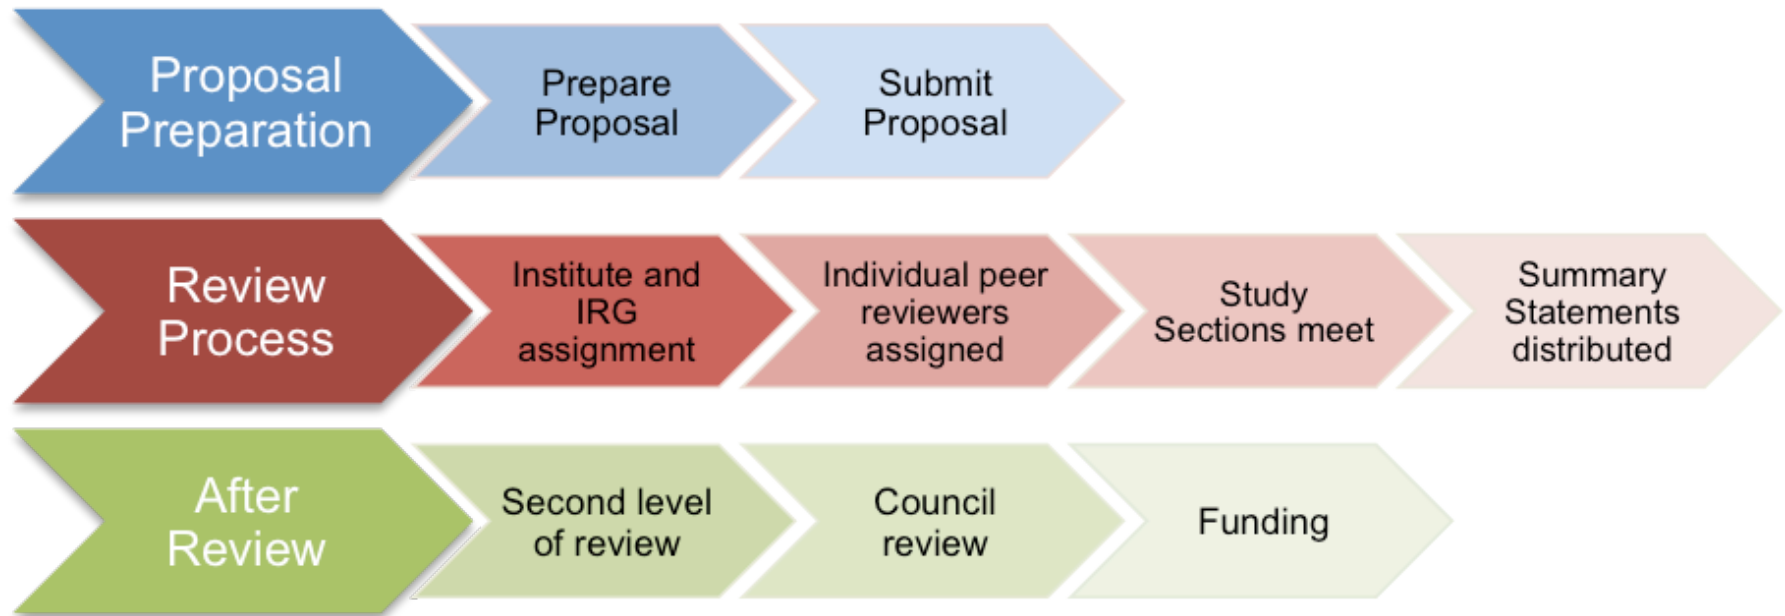 Proposal
Preparation
Prepare
Proposal
Submit
Proposal
Review
Process
Institute and
IRG
assignment
Individual peer
reviewers
assigned
Study
Sections meet
Summary
Statements
distributed
After
Review
Second level
of review
Council
review
Funding